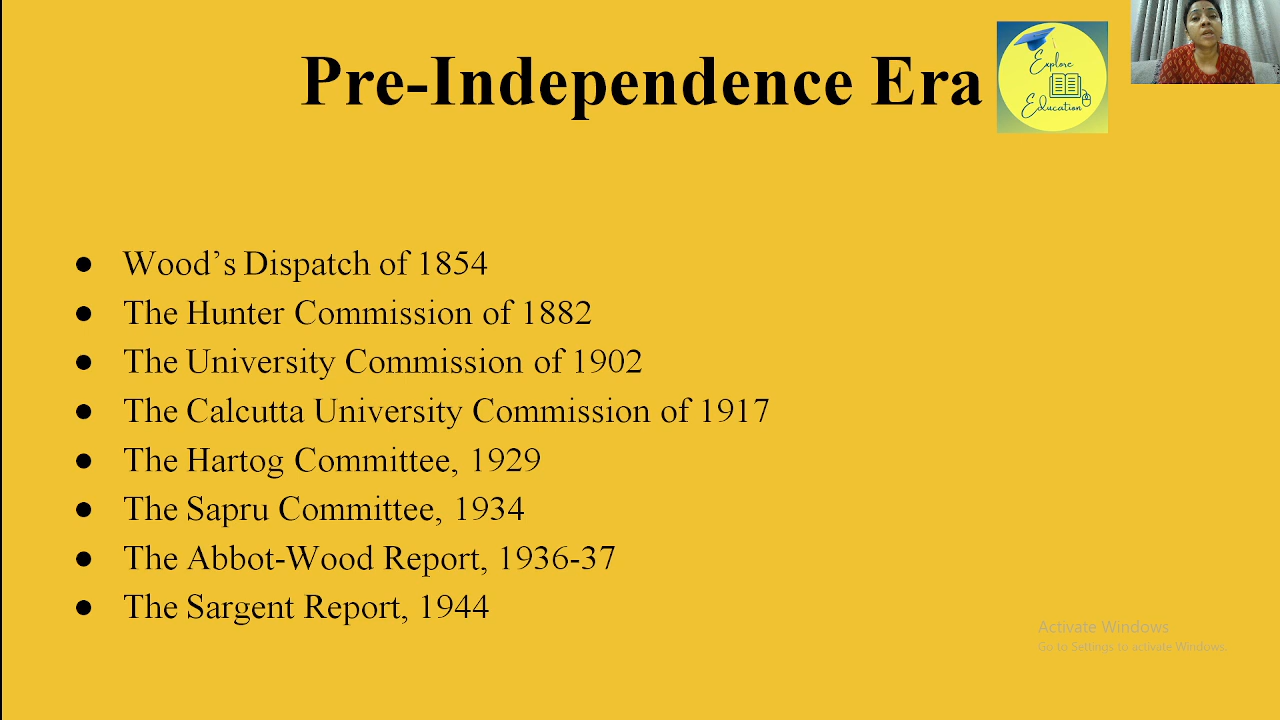 Pre-Independence Era
Explore
Education
● Wood’s Dispatch of 1854
● The Hunter Commission of 1882
● The University Commission of 1902
● The Calcutta University Commission of 1917
● The Hartog Committee, 1929
● The Sapru Committee, 1934
● The Abbot-Wood Report, 1936-37
● The Sargent Report, 1944
Activate Windows
Go to Settings to activate Windows.